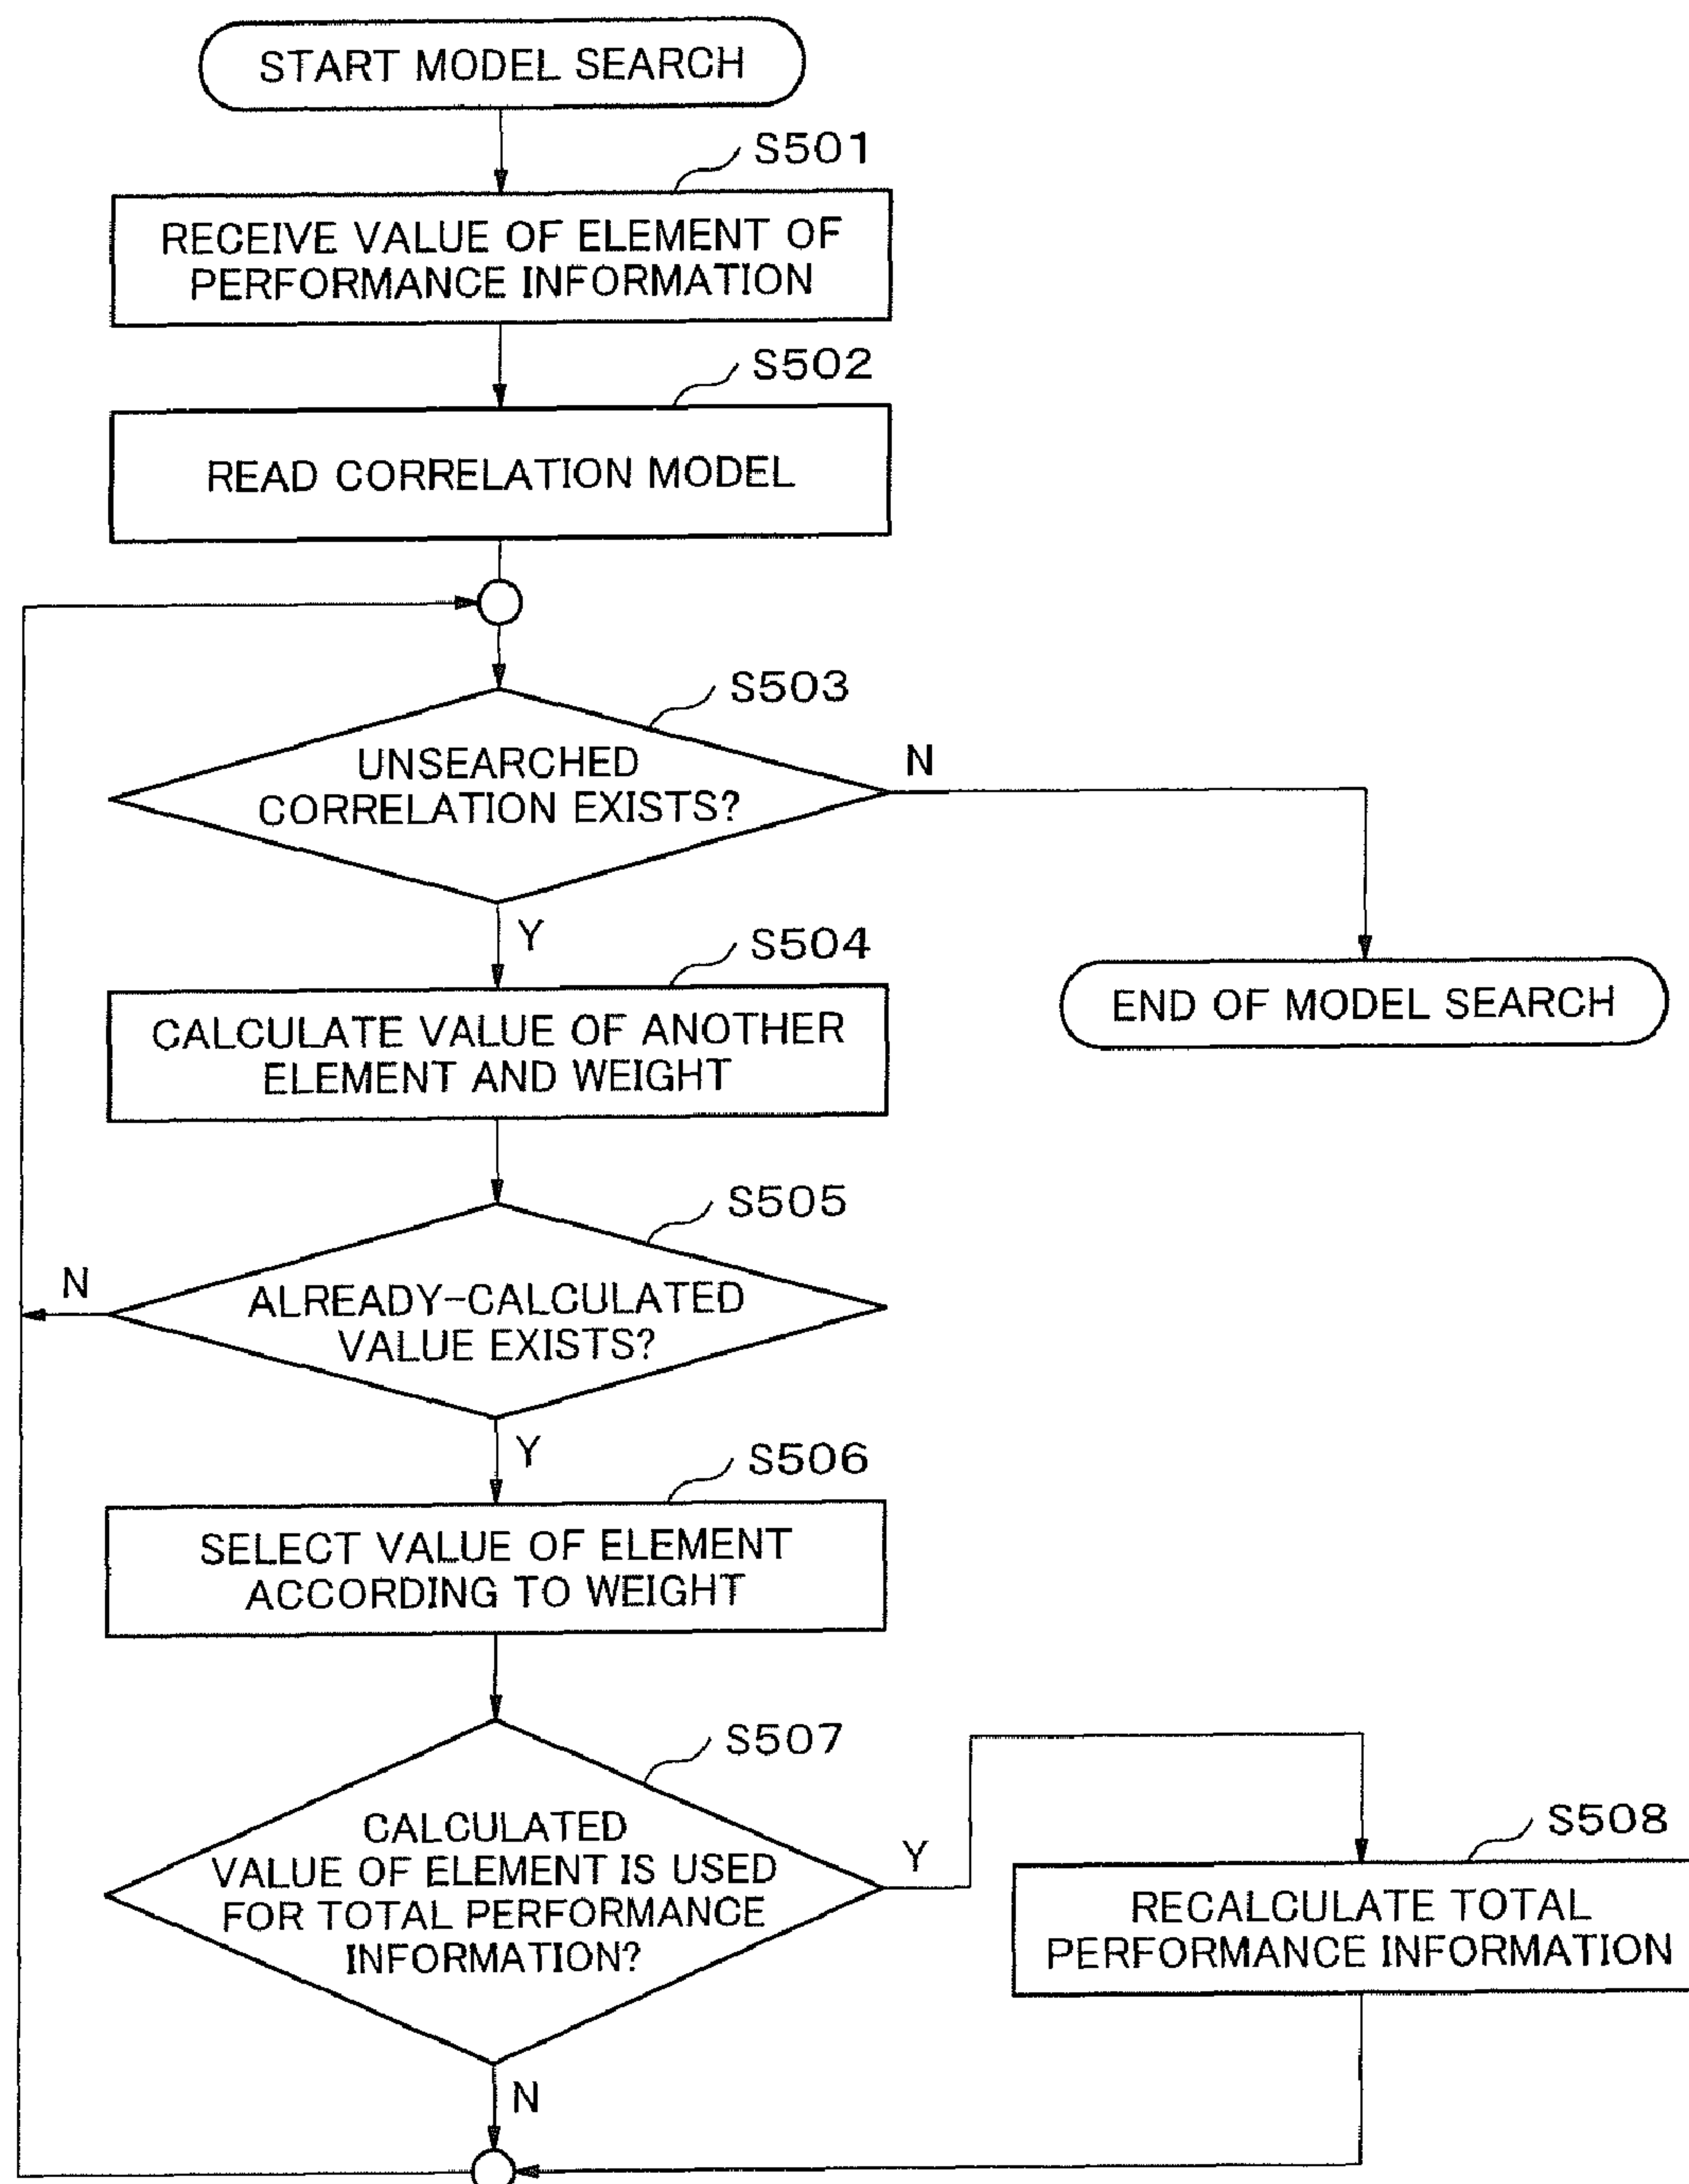 START MODEL SEARCH
S501
RECEIVE VALUE OF ELEMENT OF
PERFORMANCE INFORMATION
S502
READ CORRELATION MODEL
S503
UNSEARCHED
CORRELATION EXISTS?
N
Y
S504
END OF MODEL SEARCH
CALCULATE VALUE OF ANOTHER
ELEMENT AND WEIGHT
S505
N
ALREADY-CALCULATED
VALUE EXISTS?
Y
S506
SELECT VALUE OF ELEMENT
ACCORDING TO WEIGHT
S507
CALCULATED
VALUE OF ELEMENT IS USED
FOR TOTAL PERFORMANCE
INFORMATION?
Y
S508
RECALCULATE TOTAL
PERFORMANCE INFORMATION
N